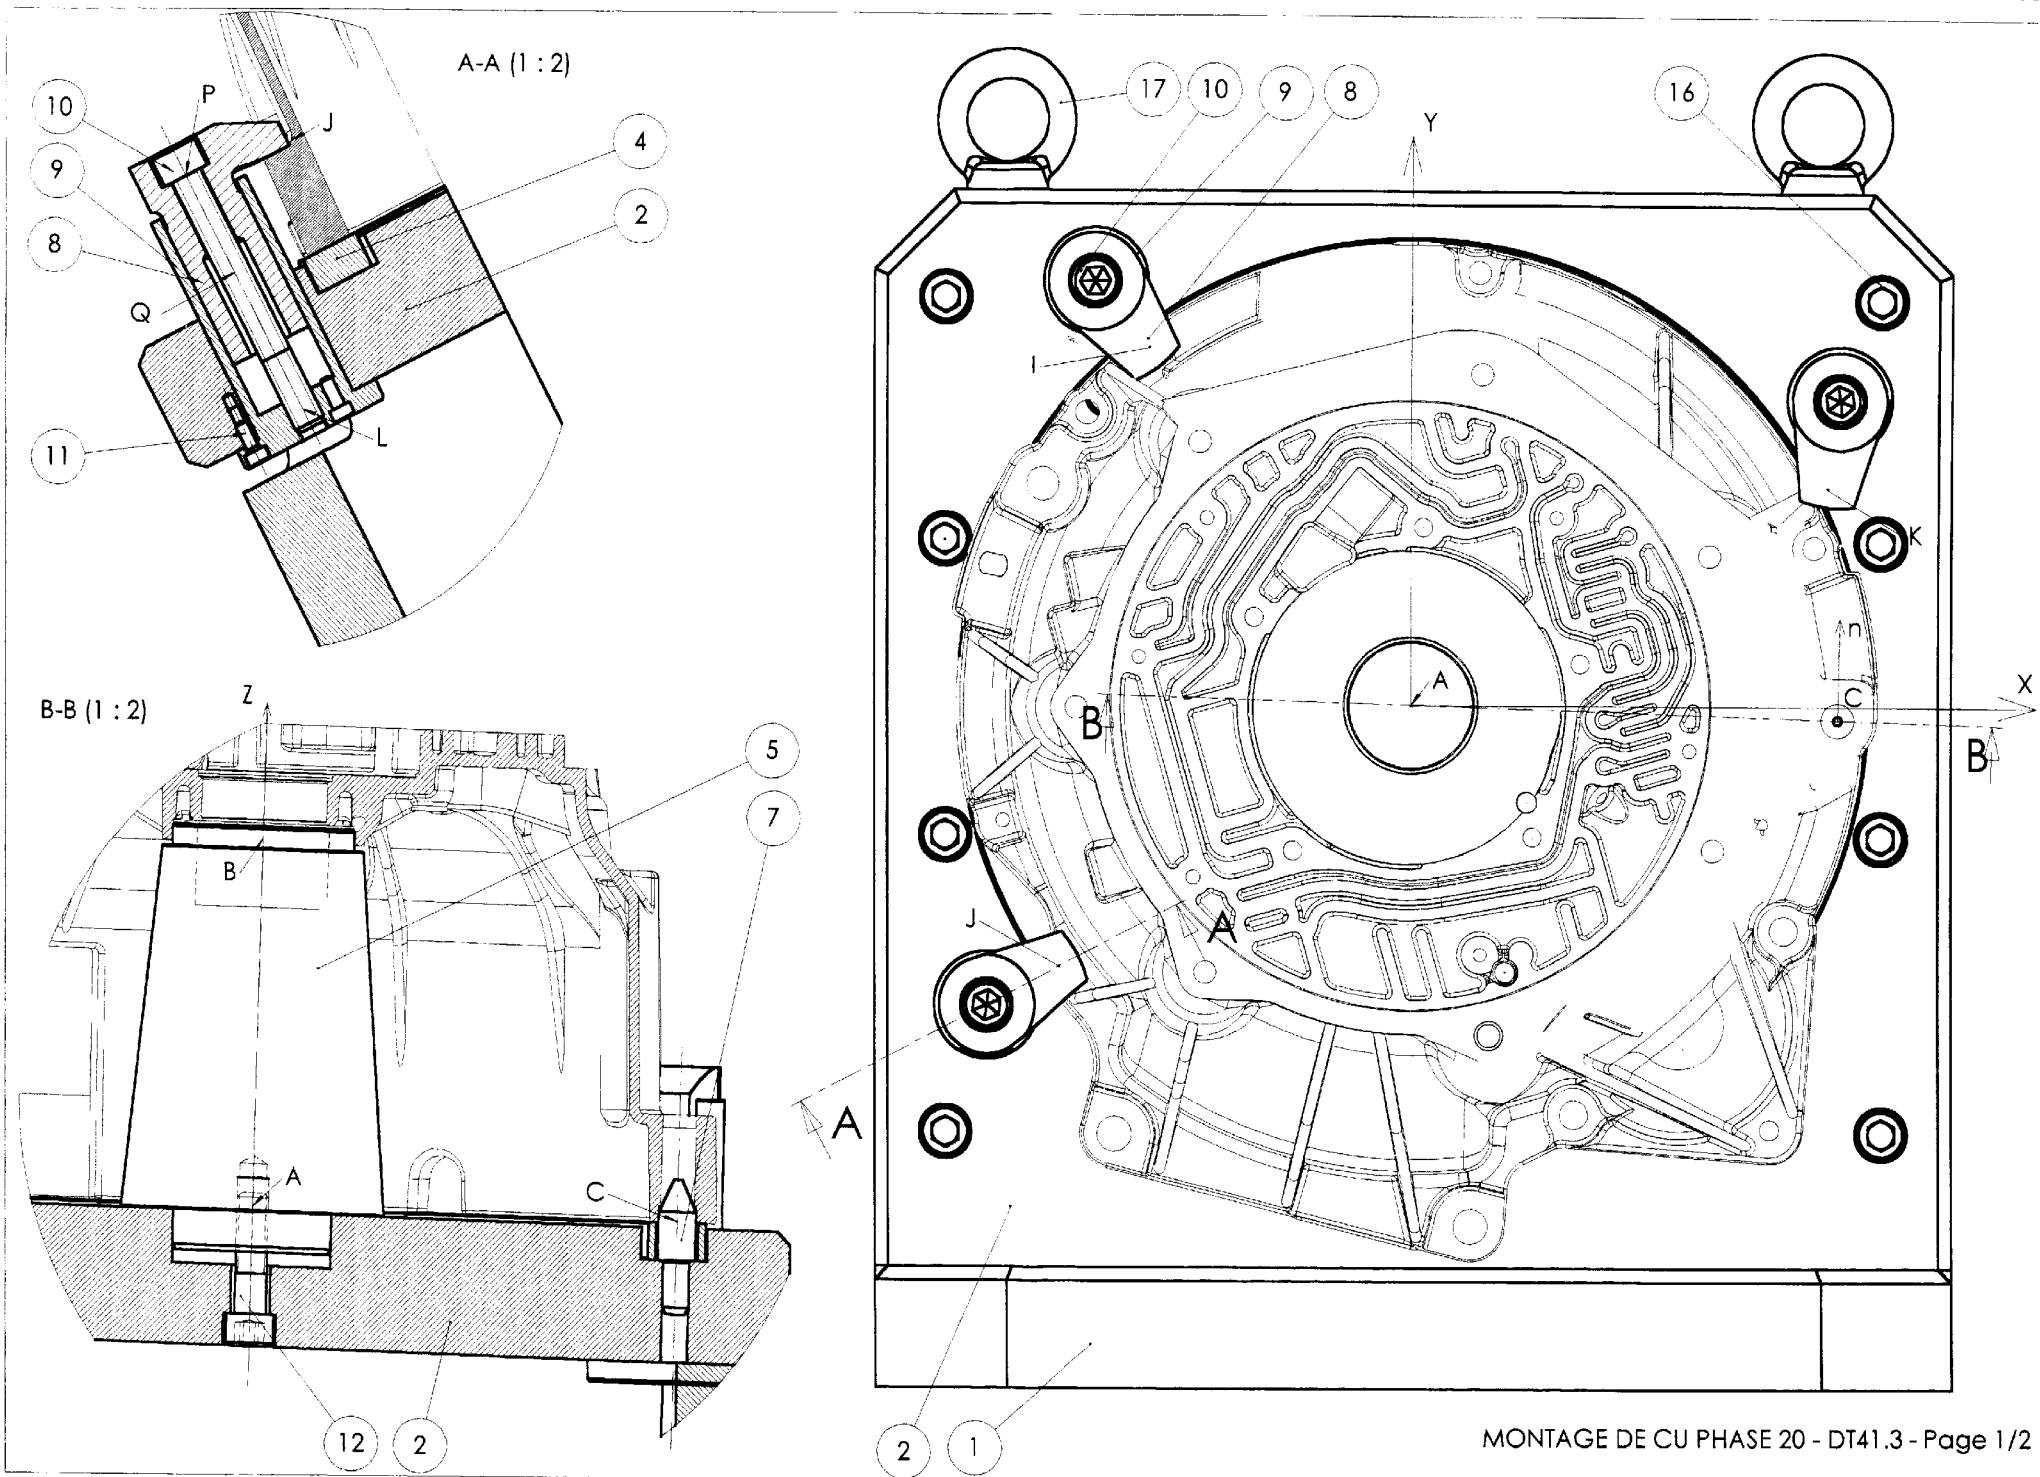 A-A (1 : 2)
10
P
J
4
9
2
8
Q
L
11
17
10
9
8
16
Y
I
K
n
X
A
C
B
B
J
A
A
B-B (1 : 2)
Z
5
7
B
A
C
12
2
2
1
MONTAGE DE CU PHASE 20 - DT41.3 - Page 1/2